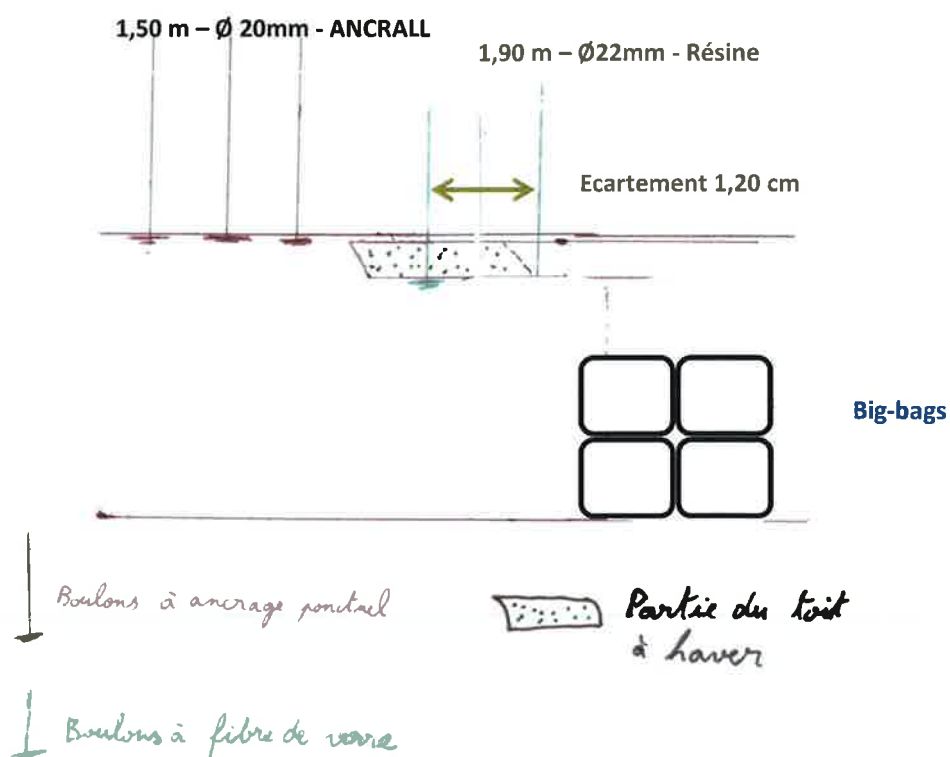 1,50 m – Ø 20mm - ANCRALL
1,90 m – Ø22mm - Résine
Ecartement 1,20 cm
Big-bags
Boulons à ancrage ponctuel
Partie du toit
à haver
Boulons à fibre de verre